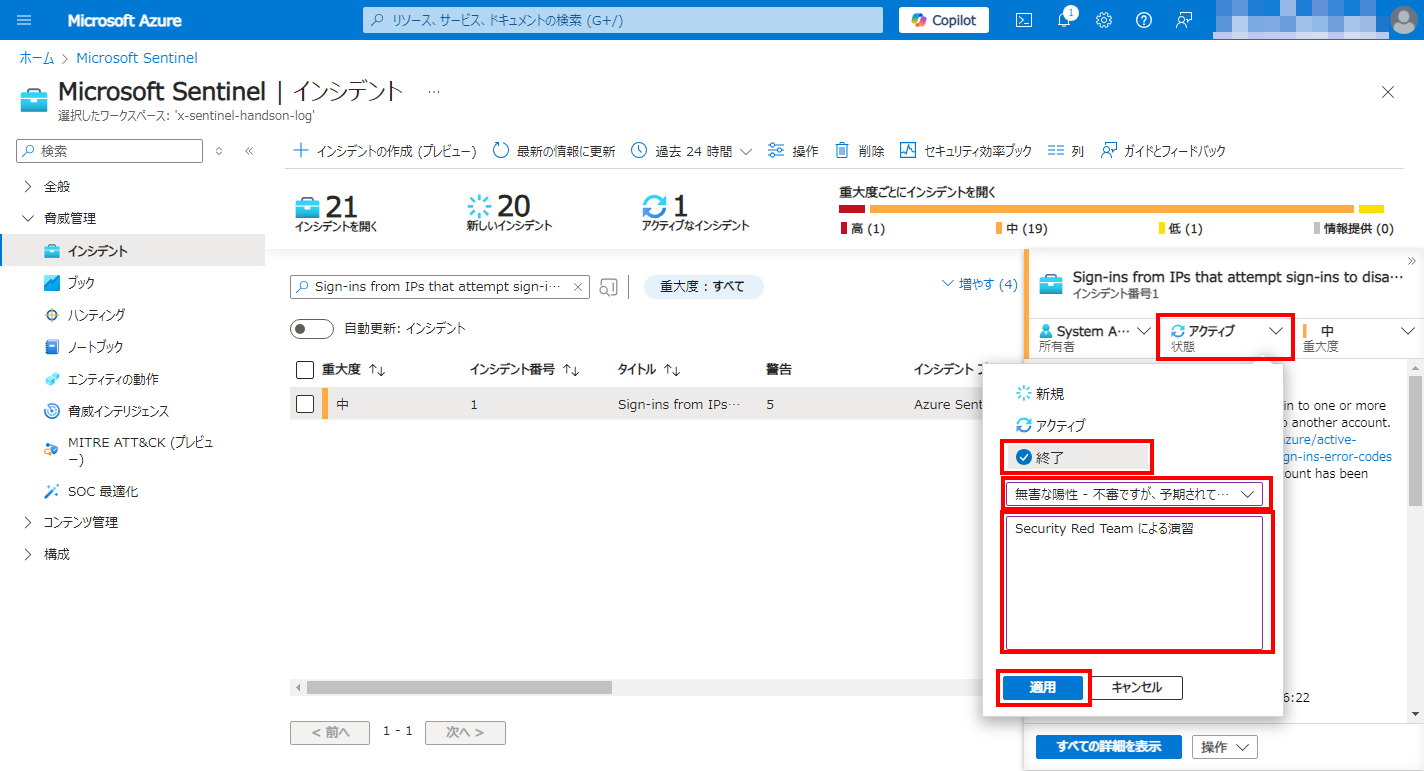 Microsoft Azure
リソース、サービス、ドキュメントの検索 (G+/)
Copilot
1
ホーム > Microsoft Sentinel
Microsoft Sentinel | インシデント ...
選択したワークスペース: 'x-sentinel-handson-log'
検索
インシデントの作成 (プレビュー)
最新の情報に更新
過去 24 時間
操作
削除
セキュリティ効率ブック
列
ガイドとフィードバック
全般
脅威管理
インシデント
ブック
ハンティング
ノートブック
エンティティの動作
脅威インテリジェンス
MITRE ATT&CK (プレビュ
ー)
SOC 最適化
コンテンツ管理
構成
21
インシデントを開く
20
新しいインシデント
1
アクティブなインシデント
重大度ごとにインシデントを開く
高 (1)
中 (19)
低 (1)
情報提供 (0)
Sign-ins from IPs that attempt sign-i…
重大度 : すべて
増やす (4)
自動更新: インシデント
重大度 インシデント番号 タイトル 警告 インシデント
中 1 Sign-ins from IPs… 5 Azure Sent
< 前へ 1 - 1 次へ >
Sign-ins from IPs that attempt sign-ins to disa…
インシデント番号1
System A…
所有者
アクティブ
状態
中
重大度
新規
アクティブ
終了
無害な陽性 - 不審ですが、予期されて…
Security Red Team による演習
適用
キャンセル
in to one or more
o another account.
azure/active-
gn-ins-error-codes
ount has been
6:22
すべての詳細を表示
操作